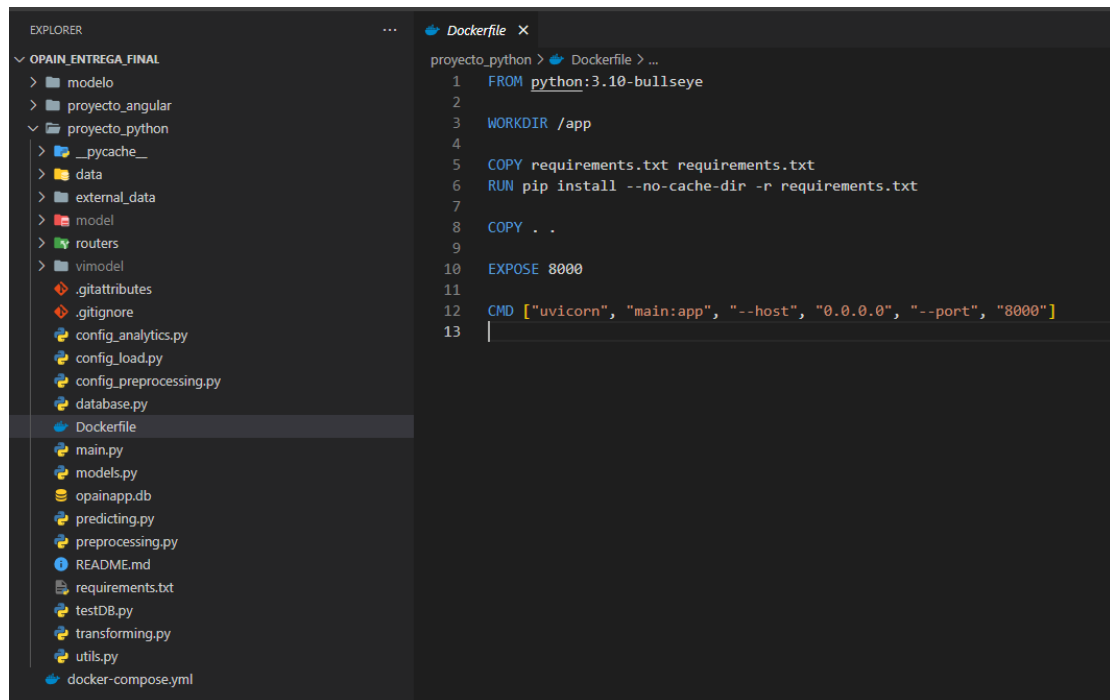 EXPLORER
OPAIN_ENTREGA_FINAL
modelo
proyecto_angular
proyecto_python
__pycache__
data
external_data
model
routers
vimodel
.gitattributes
.gitignore
config_analytics.py
config_load.py
config_preprocessing.py
database.py
Dockerfile
main.py
models.py
opainapp.db
predicting.py
preprocessing.py
README.md
requirements.txt
testDB.py
transforming.py
utils.py
docker-compose.yml
Dockerfile
proyecto_python > Dockerfile > ...
1 FROM python:3.10-bullseye
2
3 WORKDIR /app
4
5 COPY requirements.txt requirements.txt
6 RUN pip install --no-cache-dir -r requirements.txt
7
8 COPY . .
9
10 EXPOSE 8000
11
12 CMD ["uvicorn", "main:app", "--host", "0.0.0.0", "--port", "8000"]
13